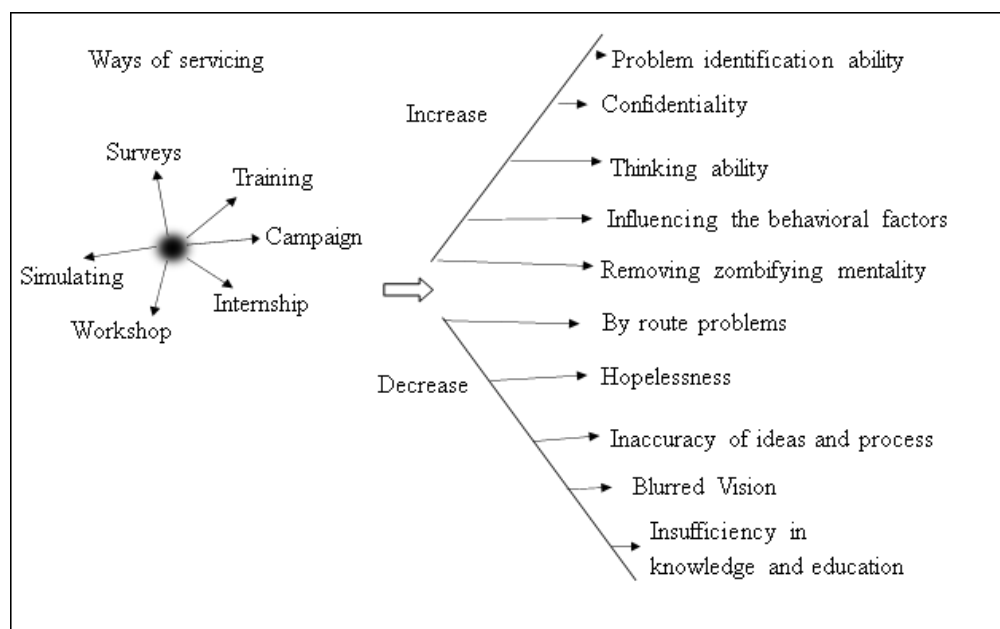 Ways of servicing
Surveys
Training
Campaign
Simulating
Internship
Workshop
Increase
Problem identification ability
Confidentiality
Thinking ability
Influencing the behavioral factors
Removing zombifying mentality
Decrease
By route problems
Hopelessness
Inaccuracy of ideas and process
Blurred Vision
Insufficiency in
knowledge and education